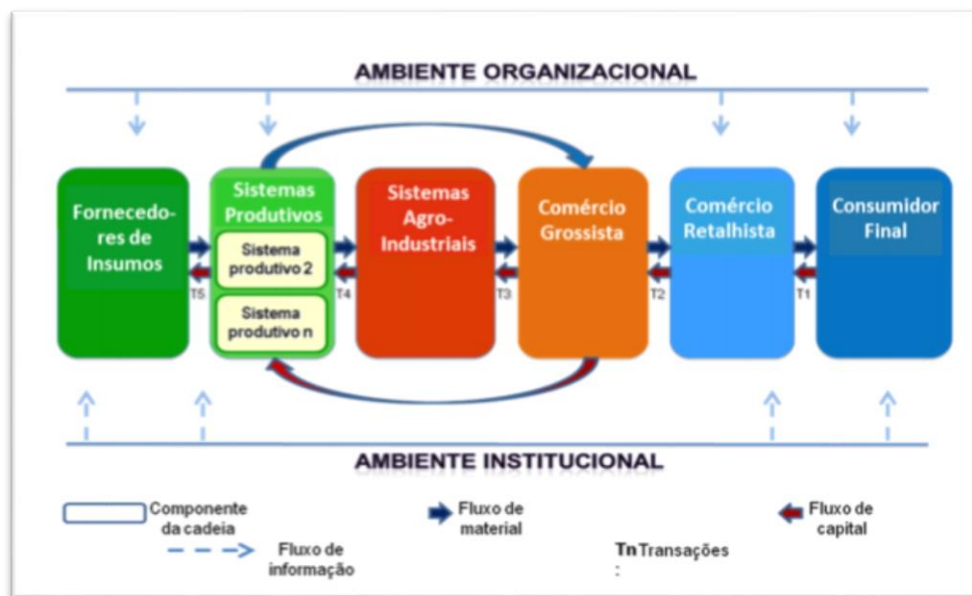 AMBIENTE ORGANIZACIONAL
Fornecedo-
res de
Insumos
Sistemas
Produtivos
Sistema
produtivo 2
Sistema
produtivo n
Sistemas
Agro-
Industriais
Comércio
Grossista
Comércio
Retalhista
Consumidor
Final
T5
T4
T3
T2
T1
AMBIENTE INSTITUCIONAL
Componente
da cadeia
Fluxo de
material
Fluxo de
capital
Fluxo de
informação
Tn Transações
: